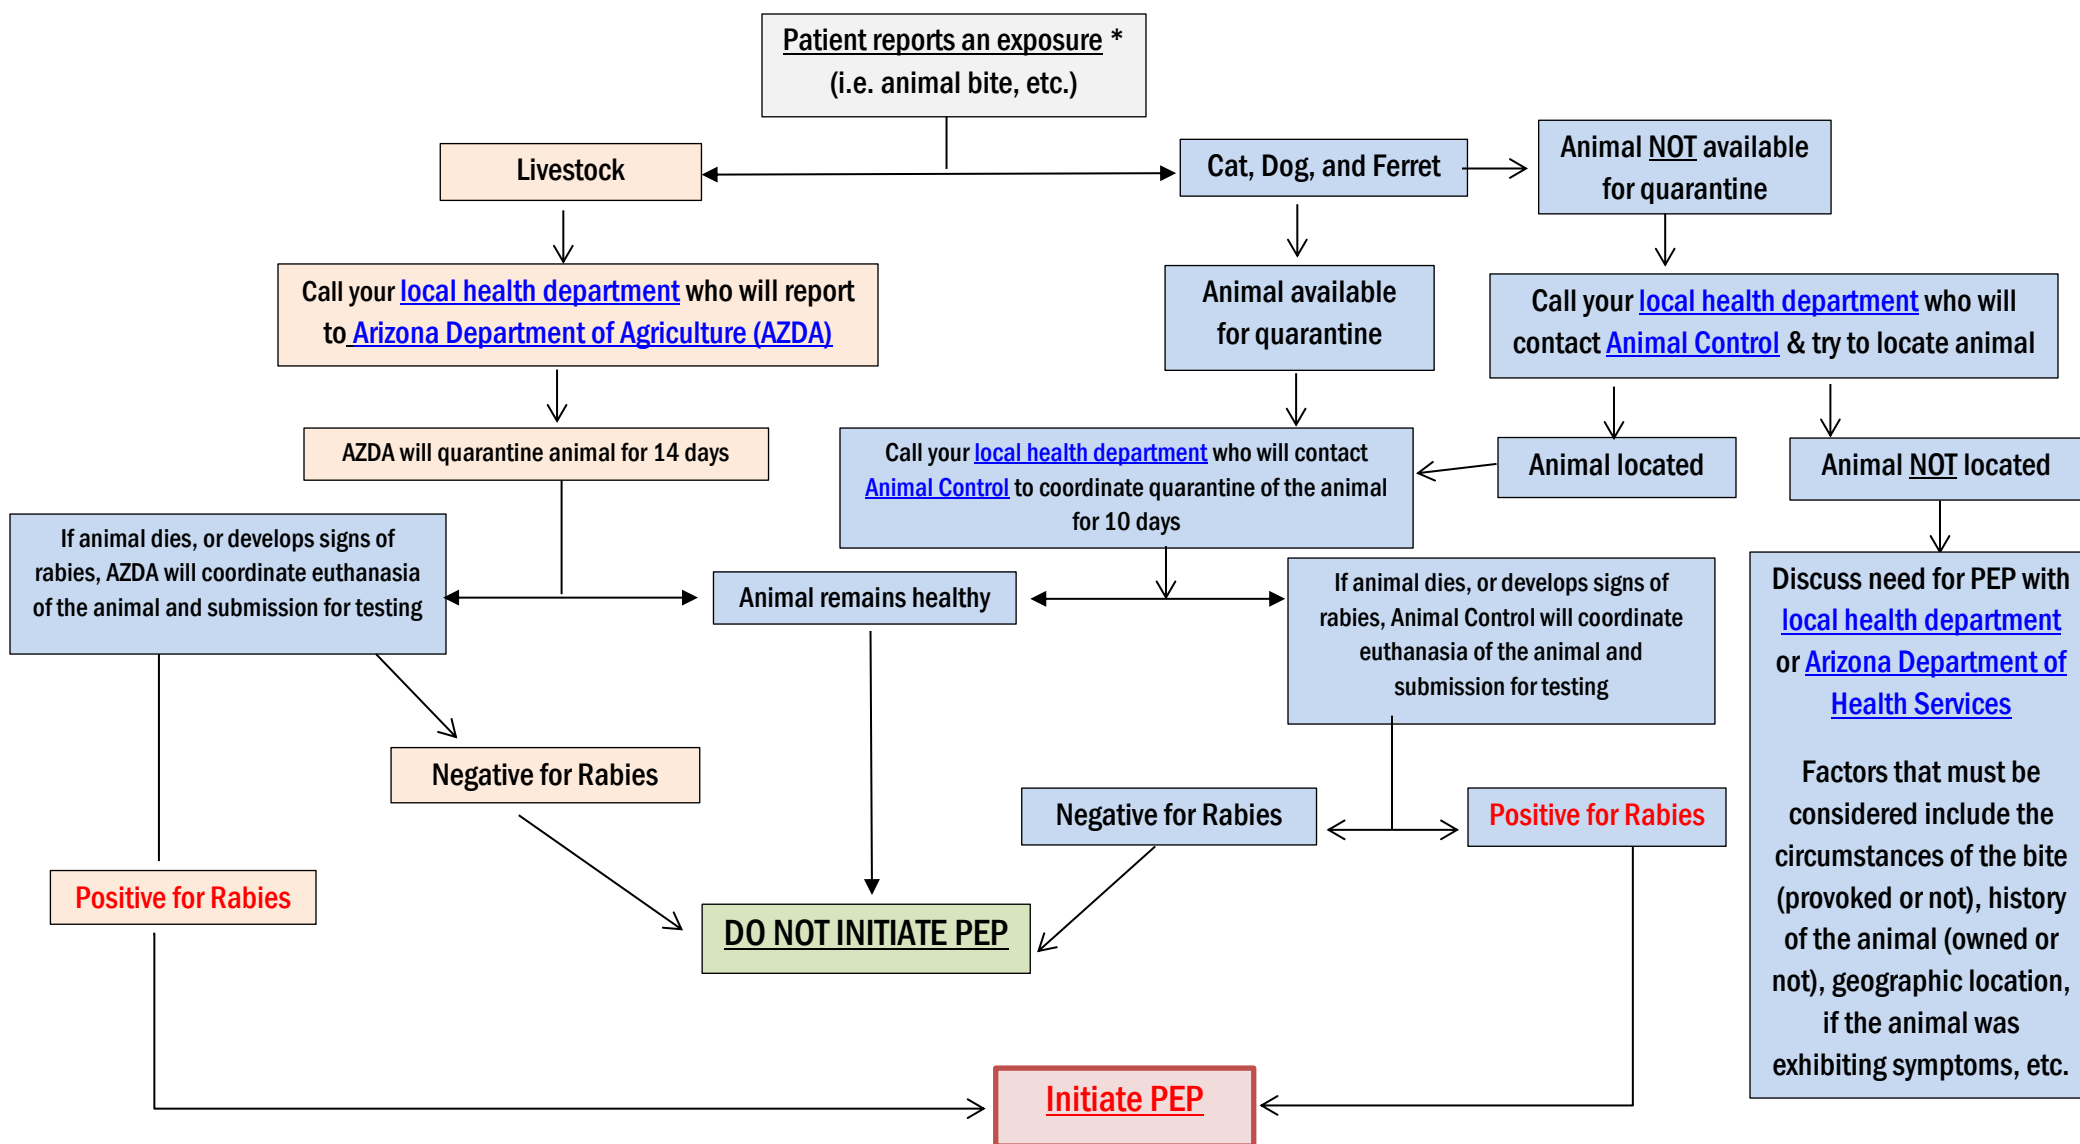 Patient reports an exposure *
(i.e. animal bite, etc.)
Livestock
Cat, Dog, and Ferret
Animal NOT available
for quarantine
Call your local health department who will report
to Arizona Department of Agriculture (AZDA)
Animal available
for quarantine
Call your local health department who will
contact Animal Control & try to locate animal
AZDA will quarantine animal for 14 days
Call your local health department who will contact
Animal Control to coordinate quarantine of the animal
for 10 days
Animal located
Animal NOT located
If animal dies, or develops signs of
rabies, AZDA will coordinate euthanasia
of the animal and submission for testing
Animal remains healthy
If animal dies, or develops signs of
rabies, Animal Control will coordinate
euthanasia of the animal and
submission for testing
Discuss need for PEP with
local health department
or Arizona Department of
Health Services
Factors that must be
considered include the
circumstances of the bite
(provoked or not), history
of the animal (owned or
not), geographic location,
if the animal was
exhibiting symptoms, etc.
Negative for Rabies
Negative for Rabies
Positive for Rabies
Positive for Rabies
DO NOT INITIATE PEP
Initiate PEP